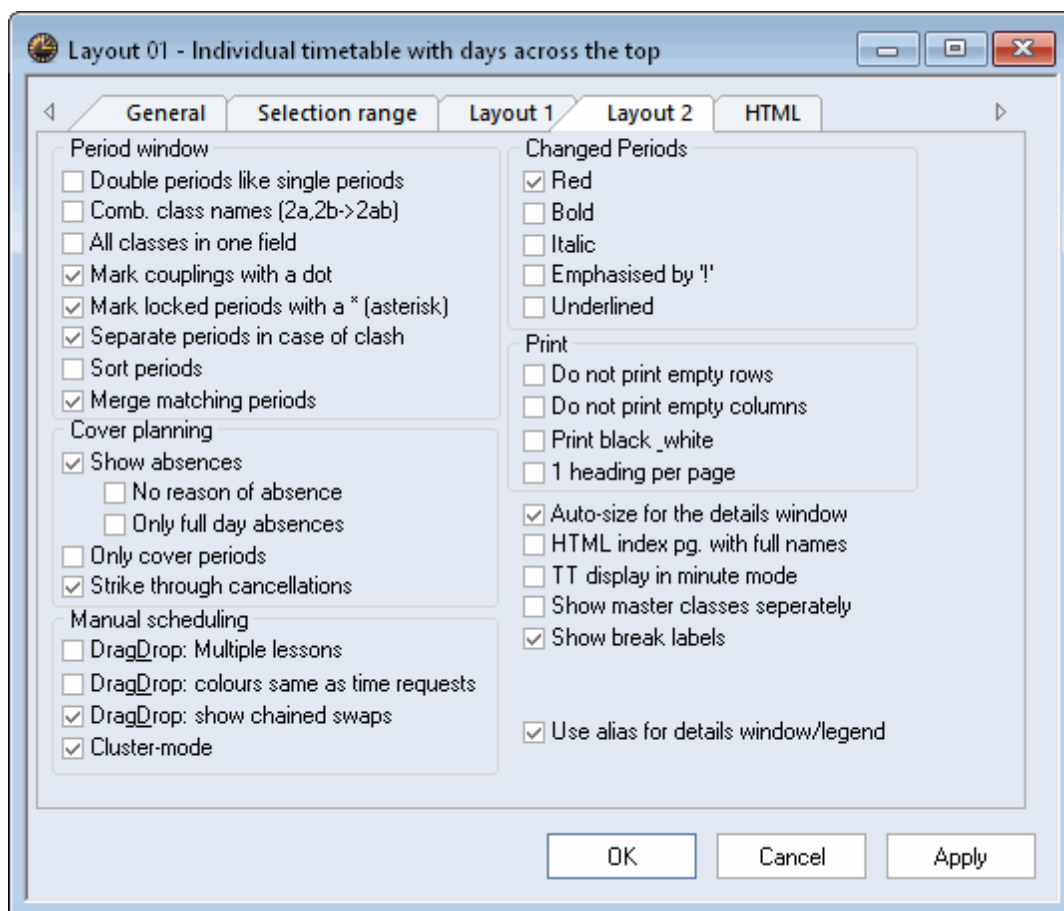 Layout 01 - Individual timetable with days across the top
General Selection range Layout 1 Layout 2 HTML
Period window
Double periods like single periods
Comb. class names (2a,2b->2ab)
All classes in one field
Mark couplings with a dot
Mark locked periods with a * (asterisk)
Separate periods in case of clash
Sort periods
Merge matching periods
Cover planning
Show absences
No reason of absence
Only full day absences
Only cover periods
Strike through cancellations
Manual scheduling
DragDrop: Multiple lessons
DragDrop: colours same as time requests
DragDrop: show chained swaps
Cluster-mode
Changed Periods
Red
Bold
Italic
Emphasised by '!'
Underlined
Print
Do not print empty rows
Do not print empty columns
Print black _white
1 heading per page
Auto-size for the details window
HTML index pg. with full names
TT display in minute mode
Show master classes seperately
Show break labels
Use alias for details window/legend
OK Cancel Apply